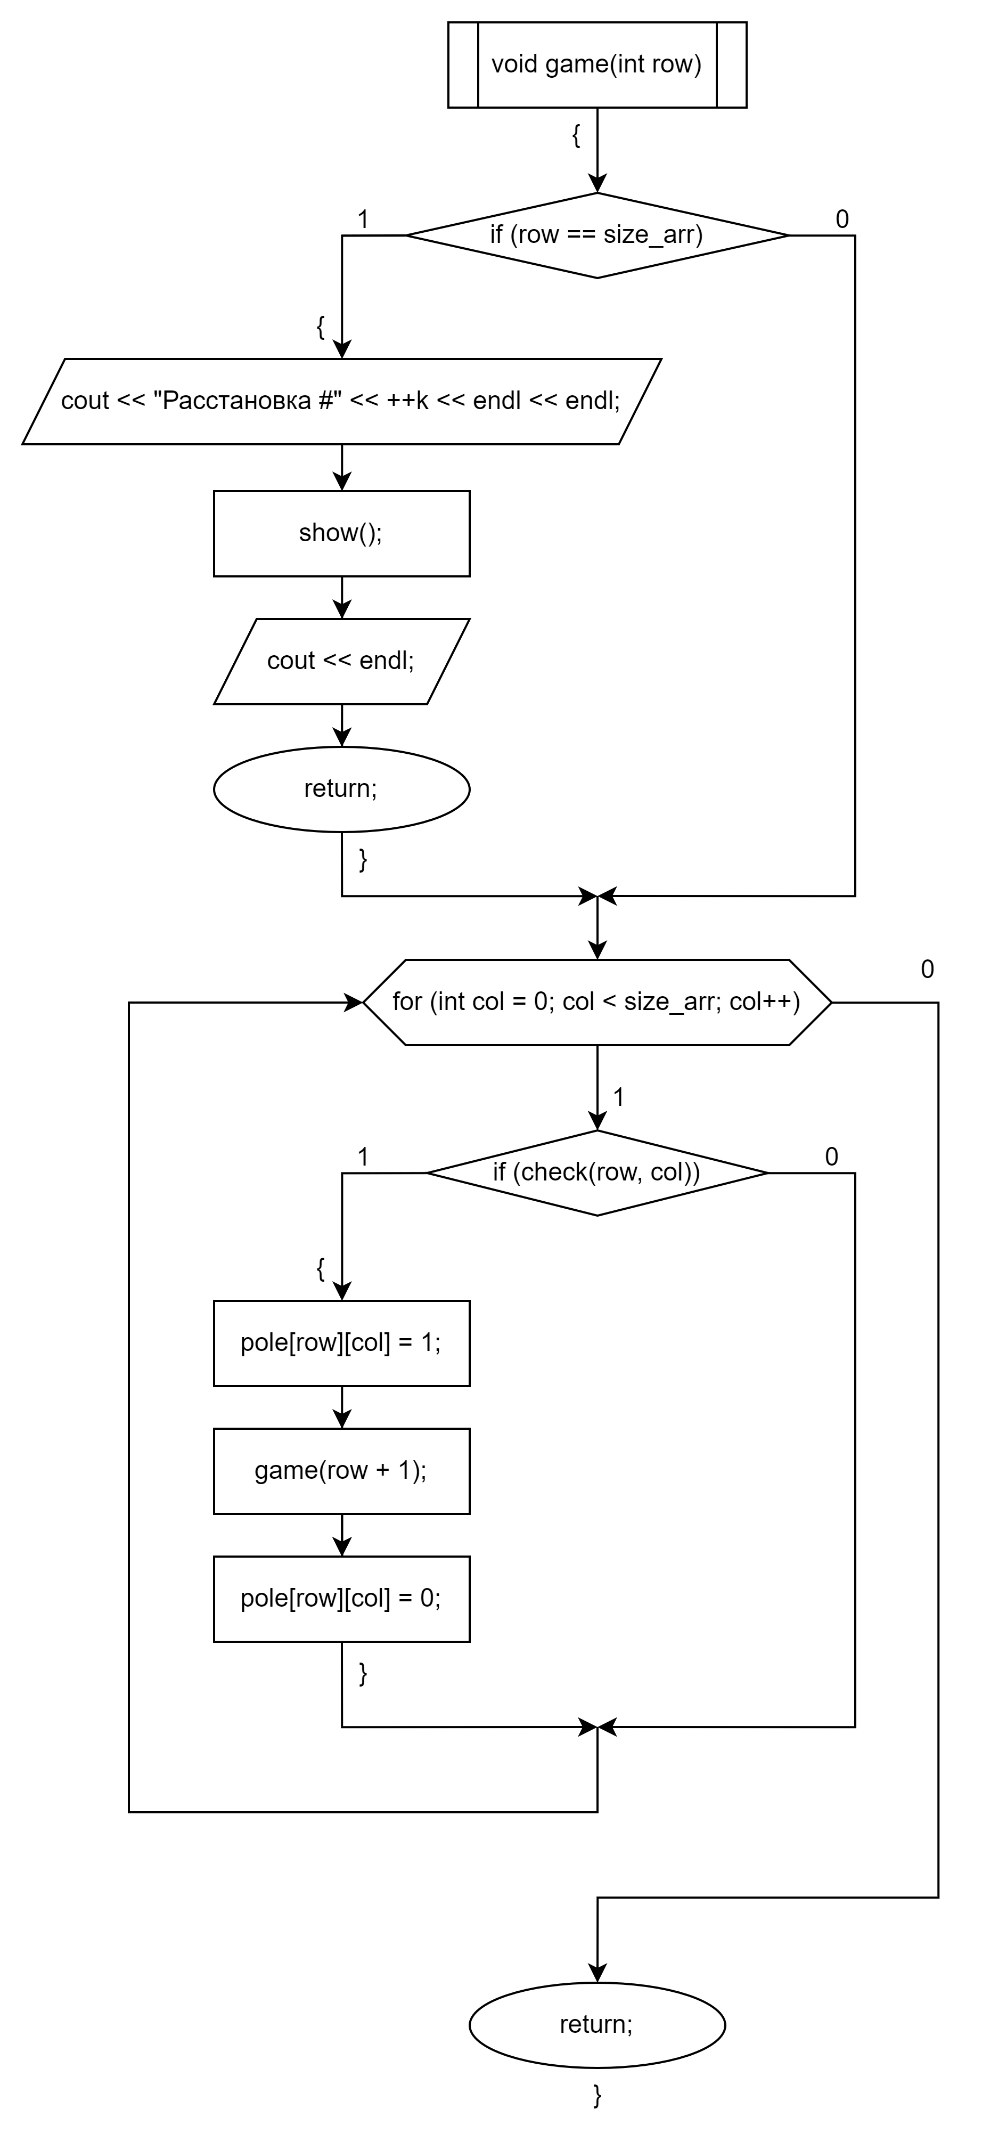 void game(int row)
{
if (row == size_arr)
1
0
{
cout << "Расстановка #" << ++k << endl << endl;
show();
cout << endl;
return;
}
for (int col = 0; col < size_arr; col++)
0
1
if (check(row, col))
1
0
{
pole[row][col] = 1;
game(row + 1);
pole[row][col] = 0;
}
return;
}